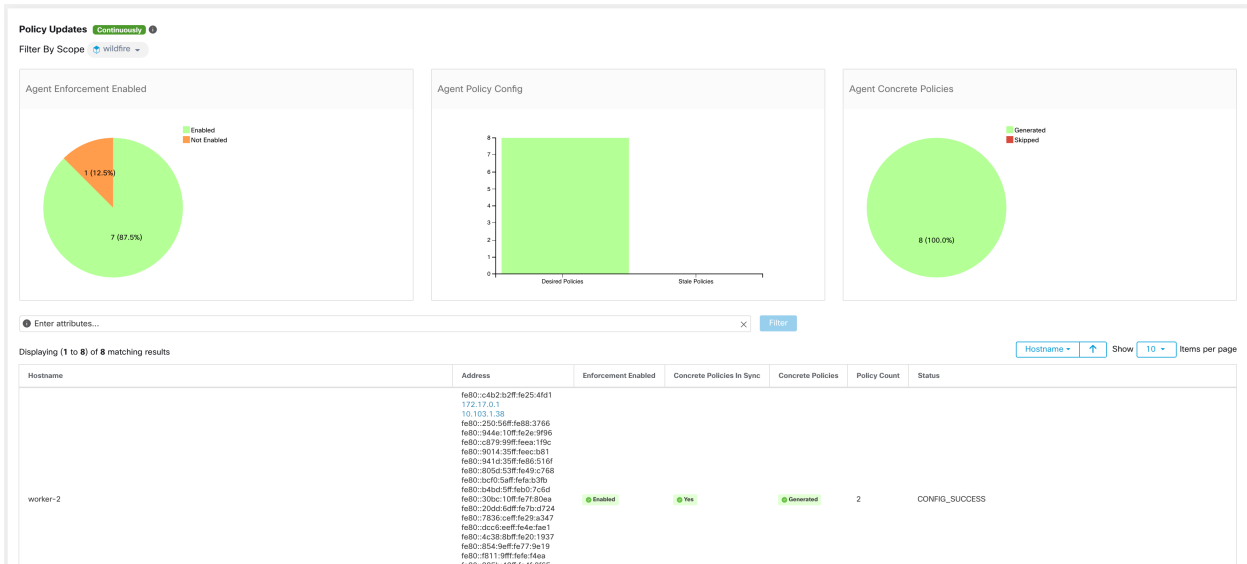 Policy Updates Continuously
Filter By Scope wildfire
Agent Enforcement Enabled
Enabled
Not Enabled
1 (12.5%)
7 (87.5%)
Agent Policy Config
8
7
6
5
4
3
2
1
0
Desired Policies Stale Policies
Agent Concrete Policies
Generated
Skipped
8 (100.0%)
Enter attributes... Filter
Displaying (1 to 8) of 8 matching results Hostname Show 10 Items per page
Hostname Address Enforcement Enabled Concrete Policies In Sync Concrete Policies Policy Count Status
fe80::c4b2:b2ff:fe25:4fd1
172.17.0.1
10.103.1.38
fe80::250:56ff:fe88:3766
fe80::944e:10ff:fe2e:9f96
fe80::c879:99ff:feea:1f9c
fe80::9014:35ff:feec:b81
fe80::941d:35ff:fe86:516f
fe80::805d:53ff:fe49:c768
fe80::bcf0:5aff:fefa:b3fb
fe80::b4bd:5ff:feb0:7c6d
worker-2 fe80::30bc:10ff:fe7f:80ea Enabled Yes Generated 2 CONFIG_SUCCESS
fe80::20dd:6dff:fe7b:d724
fe80::7836:ceff:fe29:a347
fe80::dcc6:eeff:fe4e:fae1
fe80::4c38:8bff:fe20:1937
fe80::854:9eff:fe77:9e19
fe80::f811:9fff:fefe:f4ea